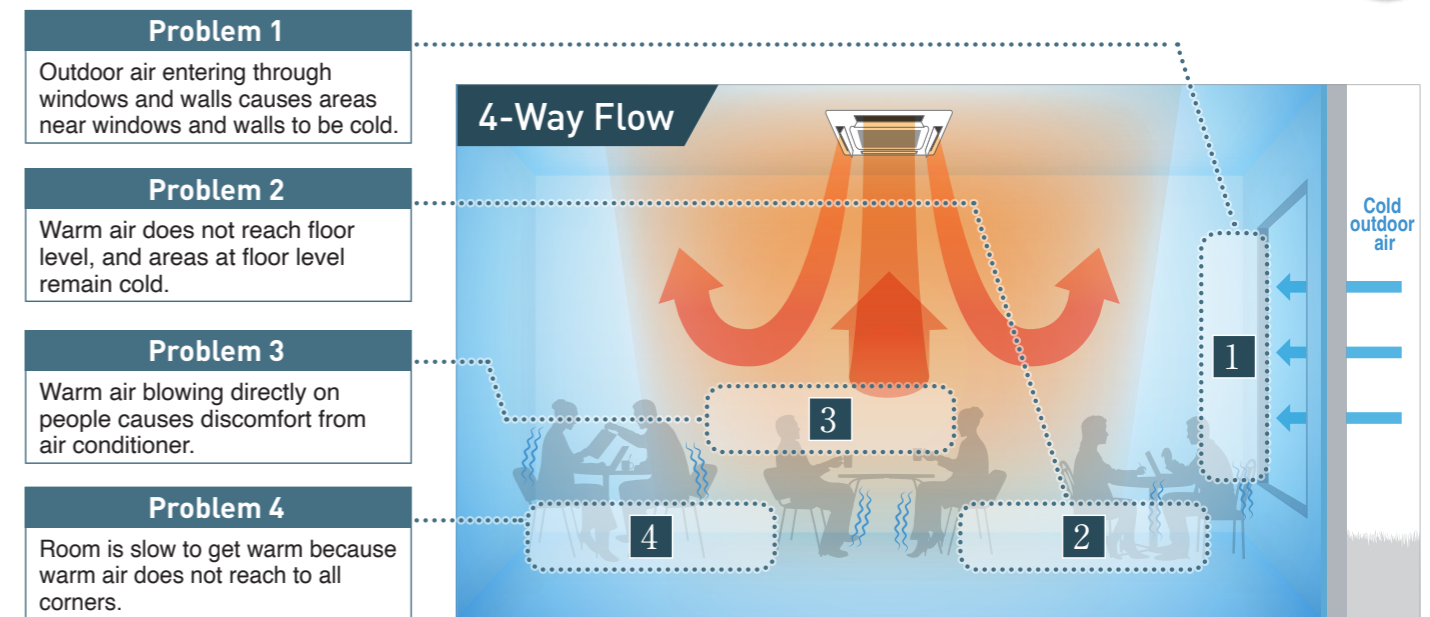 Problem 1
Outdoor air entering through
windows and walls causes areas
near windows and walls to be cold.
Problem 2
Warm air does not reach floor
level, and areas at floor level
remain cold.
Problem 3
Warm air blowing directly on
people causes discomfort from
air conditioner.
Problem 4
Room is slow to get warm because
warm air does not reach to all
corners.
4-Way Flow
Cold
outdoor
air
1
3
4
2